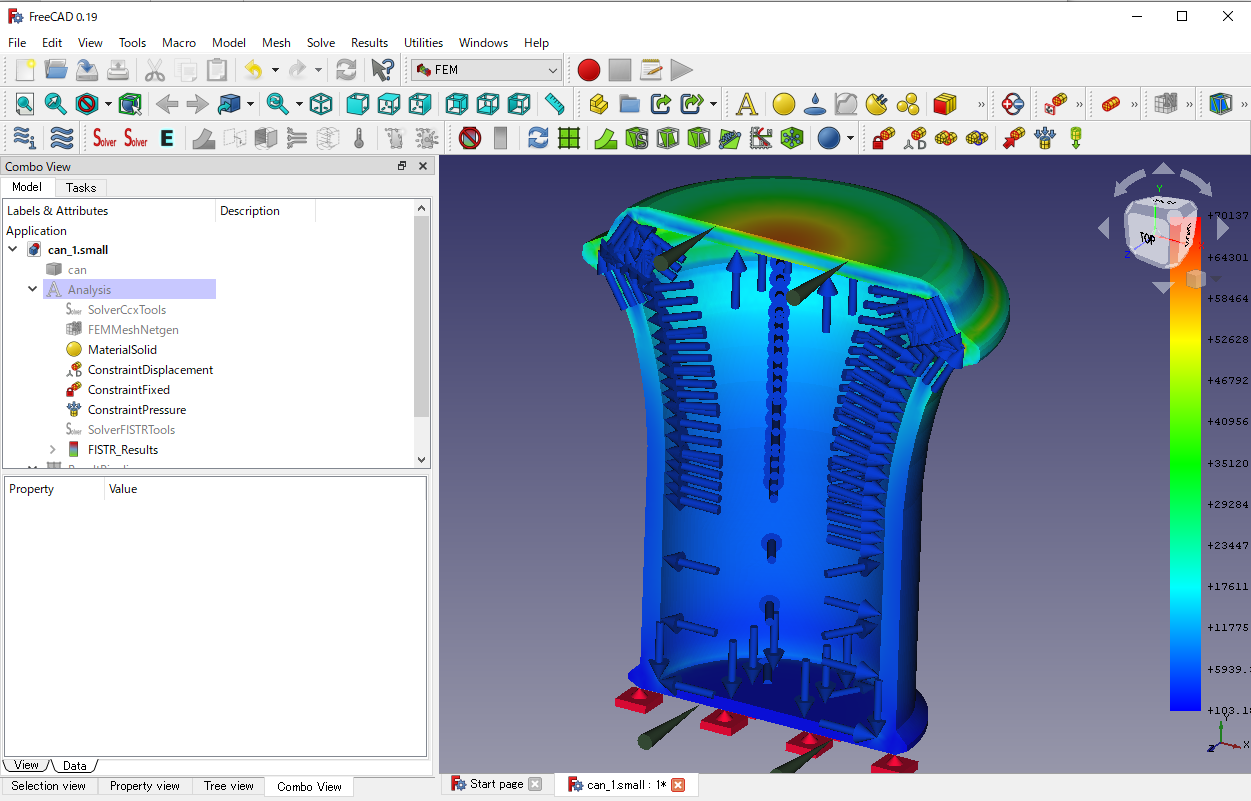 FreeCAD 0.19
File Edit View Tools Macro Model Mesh Solve Results Utilities Windows Help
FEM
A
Solver Solver E
Combo View
Model Tasks
Labels & Attributes Description
Application
can_1.small
can
Analysis
SolverCcxTools
FEMMeshNetgen
MaterialSolid
ConstraintDisplacement
ConstraintFixed
ConstraintPressure
SolverFISTRTools
FISTR_Results
Property Value
View Data
Selection view Property view Tree view Combo View
Start page can_1.small : 1*
Y
TOP
Z
+70137
+64301
+58464
+52628
+46792
+40956
+35120
+29284
+23447
+17611
+11775
+5939.
+103.18
Y
Z X